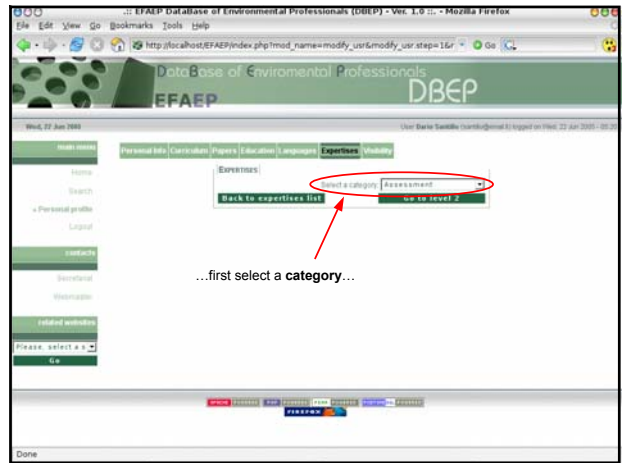 .:: EFAEP DataBase of Environmental Professionals (DBEP) - Ver. 1.0 ::. - Mozilla Firefox
File Edit View Go Bookmarks Tools Help
http://localhost/EFAEP/index.php?mod_name=modify_usr&modify_usr.step=16 Go
DataBase of Enviromental Professionals
EFAEP DBEP
Wed, 22 Jun 2005 User Dario Santillo logged on Wed, 22 Jun 2005
main menu
Personal info Curriculum Papers Education Languages Expertises Visibility
Home
Expertises
Search
Select a category: Assessment
Back to expertises list Go to level 2
» Personal profile
Logout
contacts
…first select a category…
Secretariat
Webmaster
related websites
Please, select a s
Go
FIREFOX
Done